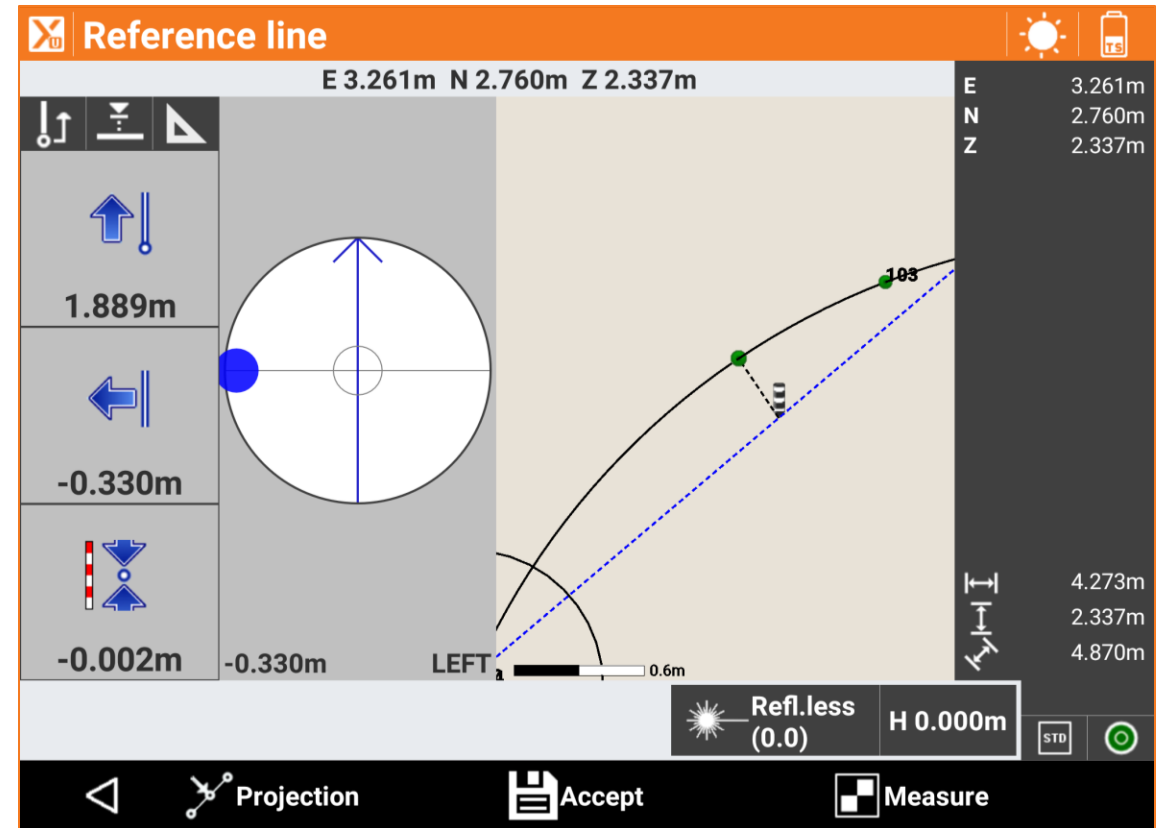 Reference line
TS
E 3.261m N 2.760m Z 2.337m
E 3.261m
N 2.760m
Z 2.337m
1.889m
-0.330m
-0.002m
103
-0.330m LEFT
0.6m
4.273m
2.337m
4.870m
Refl.less
(0.0)
H 0.000m
STD
Projection
Accept
Measure